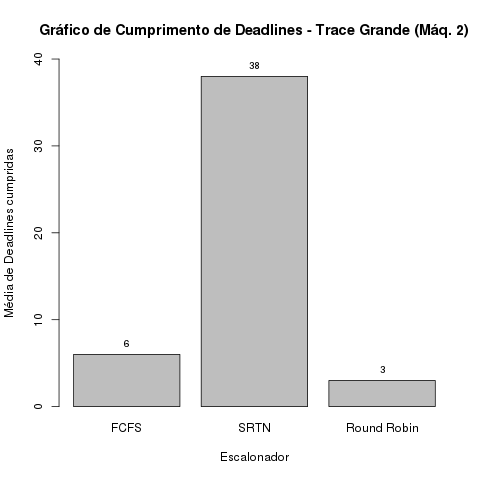 Gráfico de Cumprimento de Deadlines - Trace Grande (Máq. 2)
Média de Deadlines cumpridas
40
30
20
10
0
6
38
3
FCFS SRTN Round Robin
Escalonador